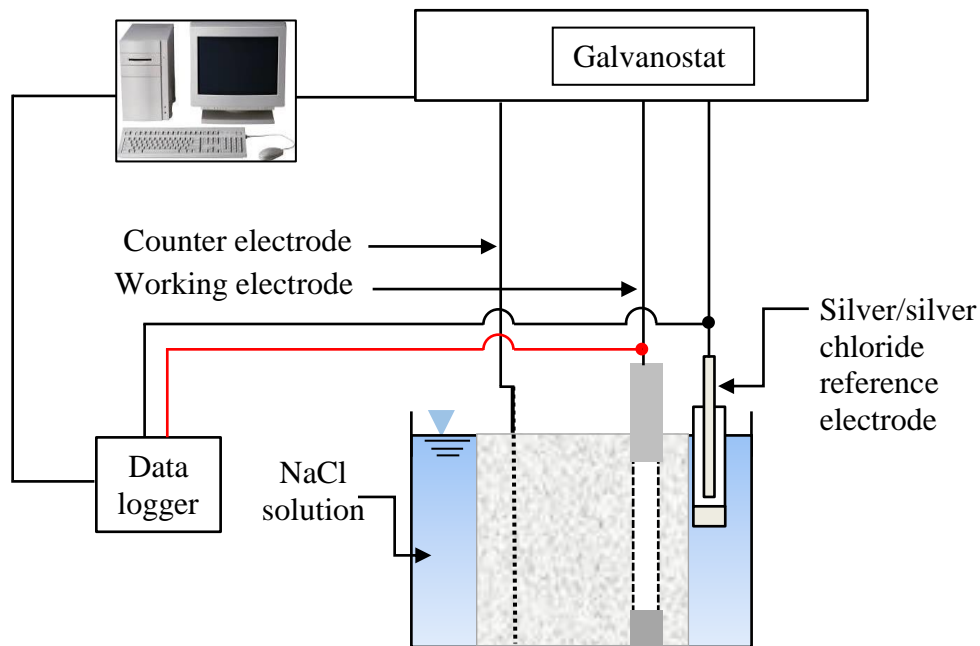 Galvanostat
Counter electrode
Working electrode
Silver/silver
chloride
reference
electrode
Data
logger
NaCl
solution